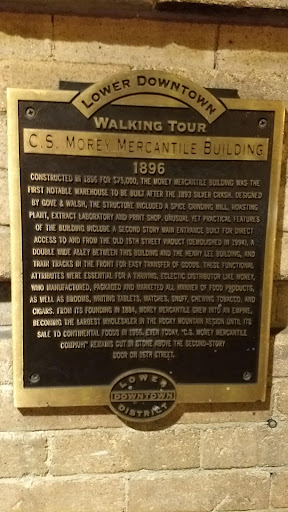 LOWER DOWNTOWN
WALKING TOUR
C.S. MOREY MERCANTILE BUILDING
1896
CONSTRUCTED IN 1896 FOR $75,000, THE MOREY MERCANTILE BUILDING WAS THE
FIRST NOTABLE WAREHOUSE TO BE BUILT AFTER THE 1893 SILVER CRASH. DESIGNED
BY GOVE & WALSH, THE STRUCTURE INCLUDED A SPICE GRINDING MILL, ROASTING
PLANT, EXTRACT LABORATORY AND PRINT SHOP. UNUSUAL YET PRACTICAL FEATURES
OF THE BUILDING INCLUDE A SECOND STORY MAIN ENTRANCE BUILT FOR DIRECT
ACCESS TO AND FROM THE OLD 16TH STREET VIADUCT (DEMOLISHED IN 1994), A
DOUBLE WIDE ALLEY BETWEEN THIS BUILDING AND THE HENRY LEE BUILDING, AND
TRAIN TRACKS IN THE FRONT FOR EASY TRANSFER OF GOODS. THESE FUNCTIONAL
ATTRIBUTES WERE ESSENTIAL FOR A THRIVING, ECLECTIC DISTRIBUTOR LIKE MOREY,
WHO MANUFACTURED, PACKAGED AND MARKETED ALL MANNER OF FOOD PRODUCTS,
AS WELL AS BROOMS, WRITING TABLETS, MATCHES, SNUFF, CHEWING TOBACCO, AND
CIGARS. FROM ITS FOUNDING IN 1884, MOREY MERCANTILE GREW INTO AN EMPIRE,
BECOMING THE LARGEST WHOLESALER IN THE ROCKY MOUNTAIN REGION UNTIL ITS
SALE TO CONTINENTAL FOODS IN 1956. EVEN TODAY, "C.S. MOREY MERCANTILE
COMPANY" REMAINS CUT IN STONE ABOVE THE SECOND-STORY
DOOR ON 16TH STREET.
LOWER
DOWNTOWN
DISTRICT